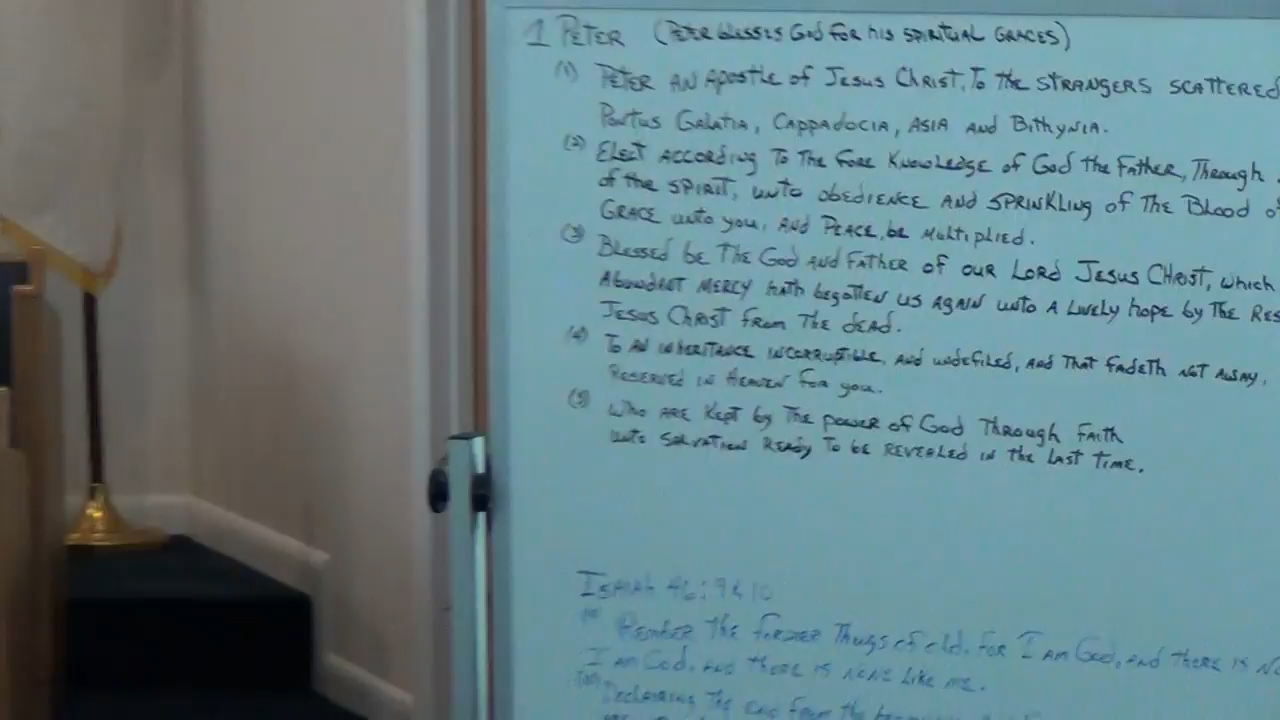 1 PETER (PETER blesses God for his SPIRITUAL GRACES)
(1) PETER AN Apostle of JESUS CHRIST, To the STRANGERS SCATTERED
Pontus Galatia, CAPPADOCIA, ASIA AND BithyNIA.
(2) Elect ACCORDING To The fore Knowledge of God the Father, Through
of the SPIRIT, unto obedience AND SPRINKLING of The Blood of
GRACE unto you, AND PEACE, be Multiplied.
(3) Blessed be The God AND Father of our LORD JESUS CHRIST, which
Abundant MERCY hath begotten us AGAIN unto A Lively hope by The RES
JESUS CHRIST from The dead.
(4) To AN INHERITANCE INCORRUPTIBLE, AND undefiled, AND THAT fadeth NOT AWAY,
RESERVED IN HEAVEN for you.
(5) Who ARE Kept by The power of God Through FAITH
unto SALVATION READY To be REVEALED IN the last TIME.
ISAIAH 46:9 & 10
The former Things of old, for I AM God, AND THERE IS
I AM God, AND there IS NONE Like ME.
Declaring The end from the